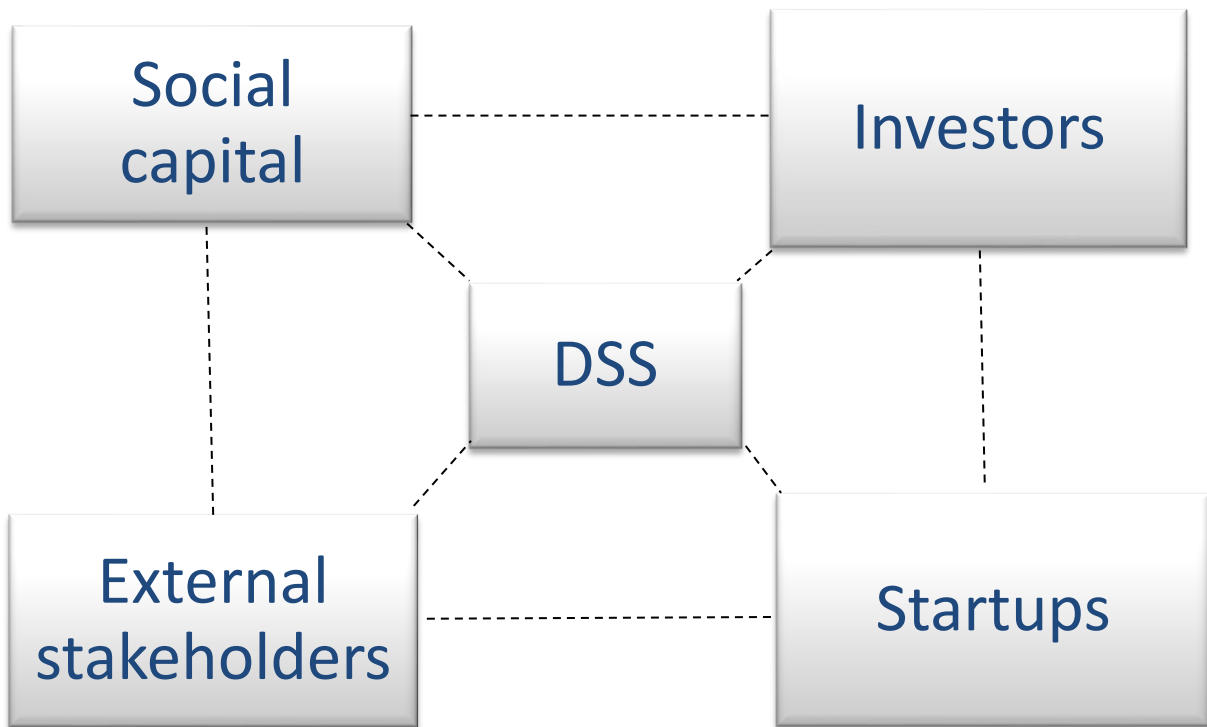 Social
capital
Investors
DSS
External
stakeholders
Startups